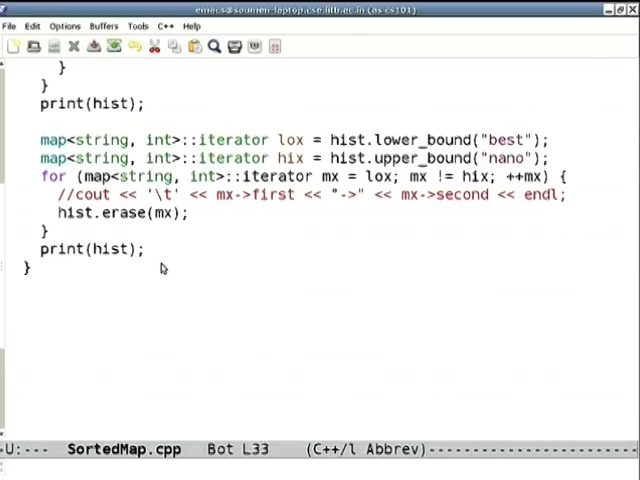 emacs@soumen-laptop.cse.iitb.ac.in (as cs101)
File Edit Options Buffers Tools C++ Help
}
}
print(hist);
map<string, int>::iterator lox = hist.lower_bound("best");
map<string, int>::iterator hix = hist.upper_bound("nano");
for (map<string, int>::iterator mx = lox; mx != hix; ++mx) {
//cout << '\t' << mx->first << "->" << mx->second << endl;
hist.erase(mx);
}
print(hist);
}
-U:--- SortedMap.cpp Bot L33 (C++/l Abbrev)------------------------